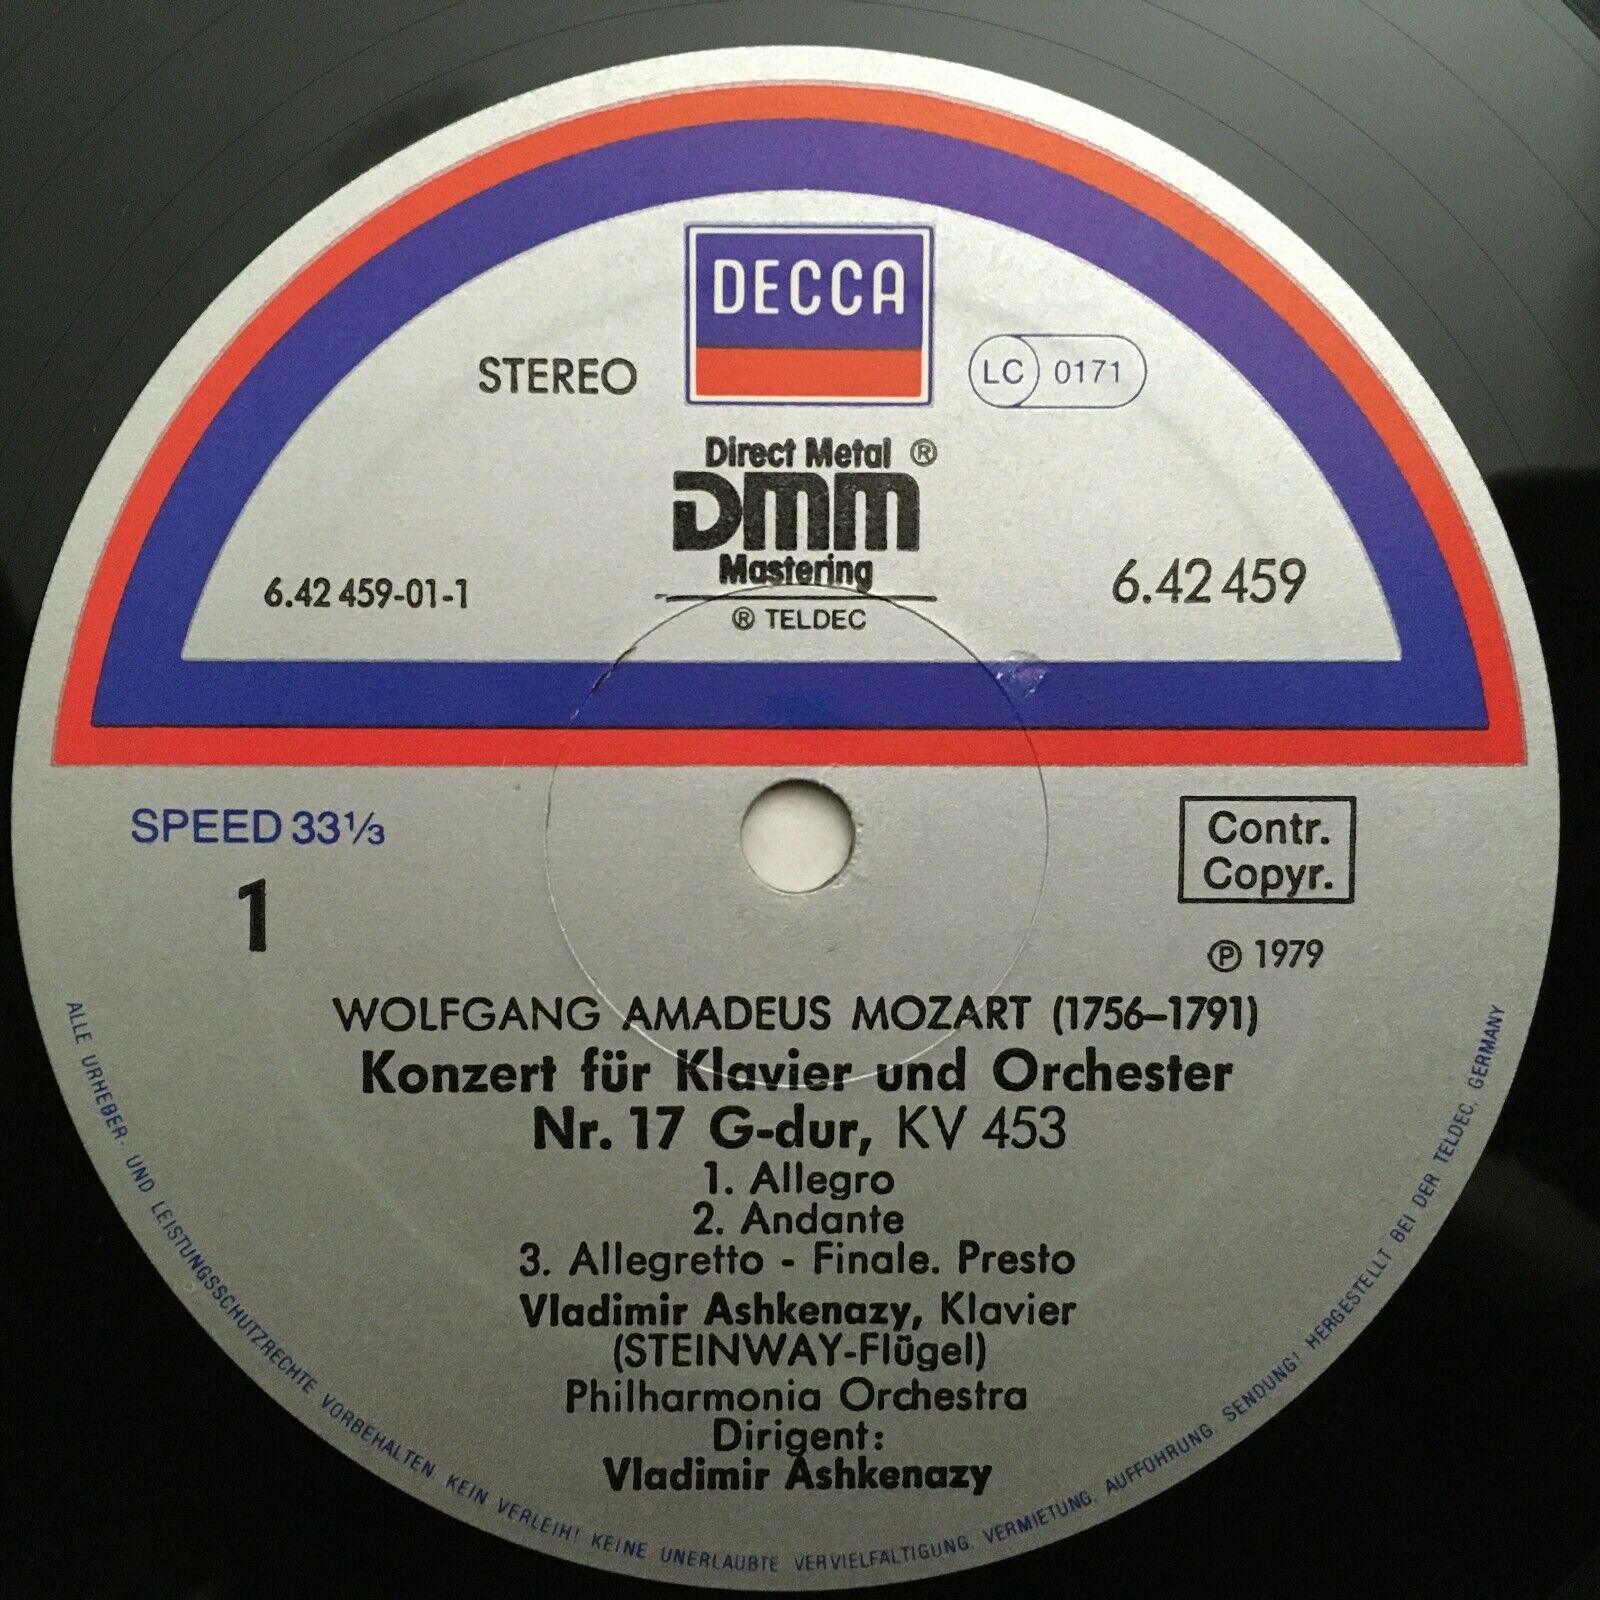 DECCA
STEREO
LC 0171
Direct Metal ®
DMM
Mastering
® TELDEC
6.42 459-01-1
6.42 459
SPEED 33⅓
1
Contr.
Copyr.
℗ 1979
WOLFGANG AMADEUS MOZART (1756–1791)
Konzert für Klavier und Orchester
Nr. 17 G-dur, KV 453
1. Allegro
2. Andante
3. Allegretto - Finale. Presto
Vladimir Ashkenazy, Klavier
(STEINWAY-Flügel)
Philharmonia Orchestra
Dirigent:
Vladimir Ashkenazy
ALLE URHEBER- UND LEISTUNGSSCHUTZRECHTE VORBEHALTEN. KEIN VERLEIH! KEINE UNERLAUBTE VERVIELFÄLTIGUNG, VERMIETUNG, AUFFÜHRUNG, SENDUNG! HERGESTELLT BEI DER TELDEC, GERMANY